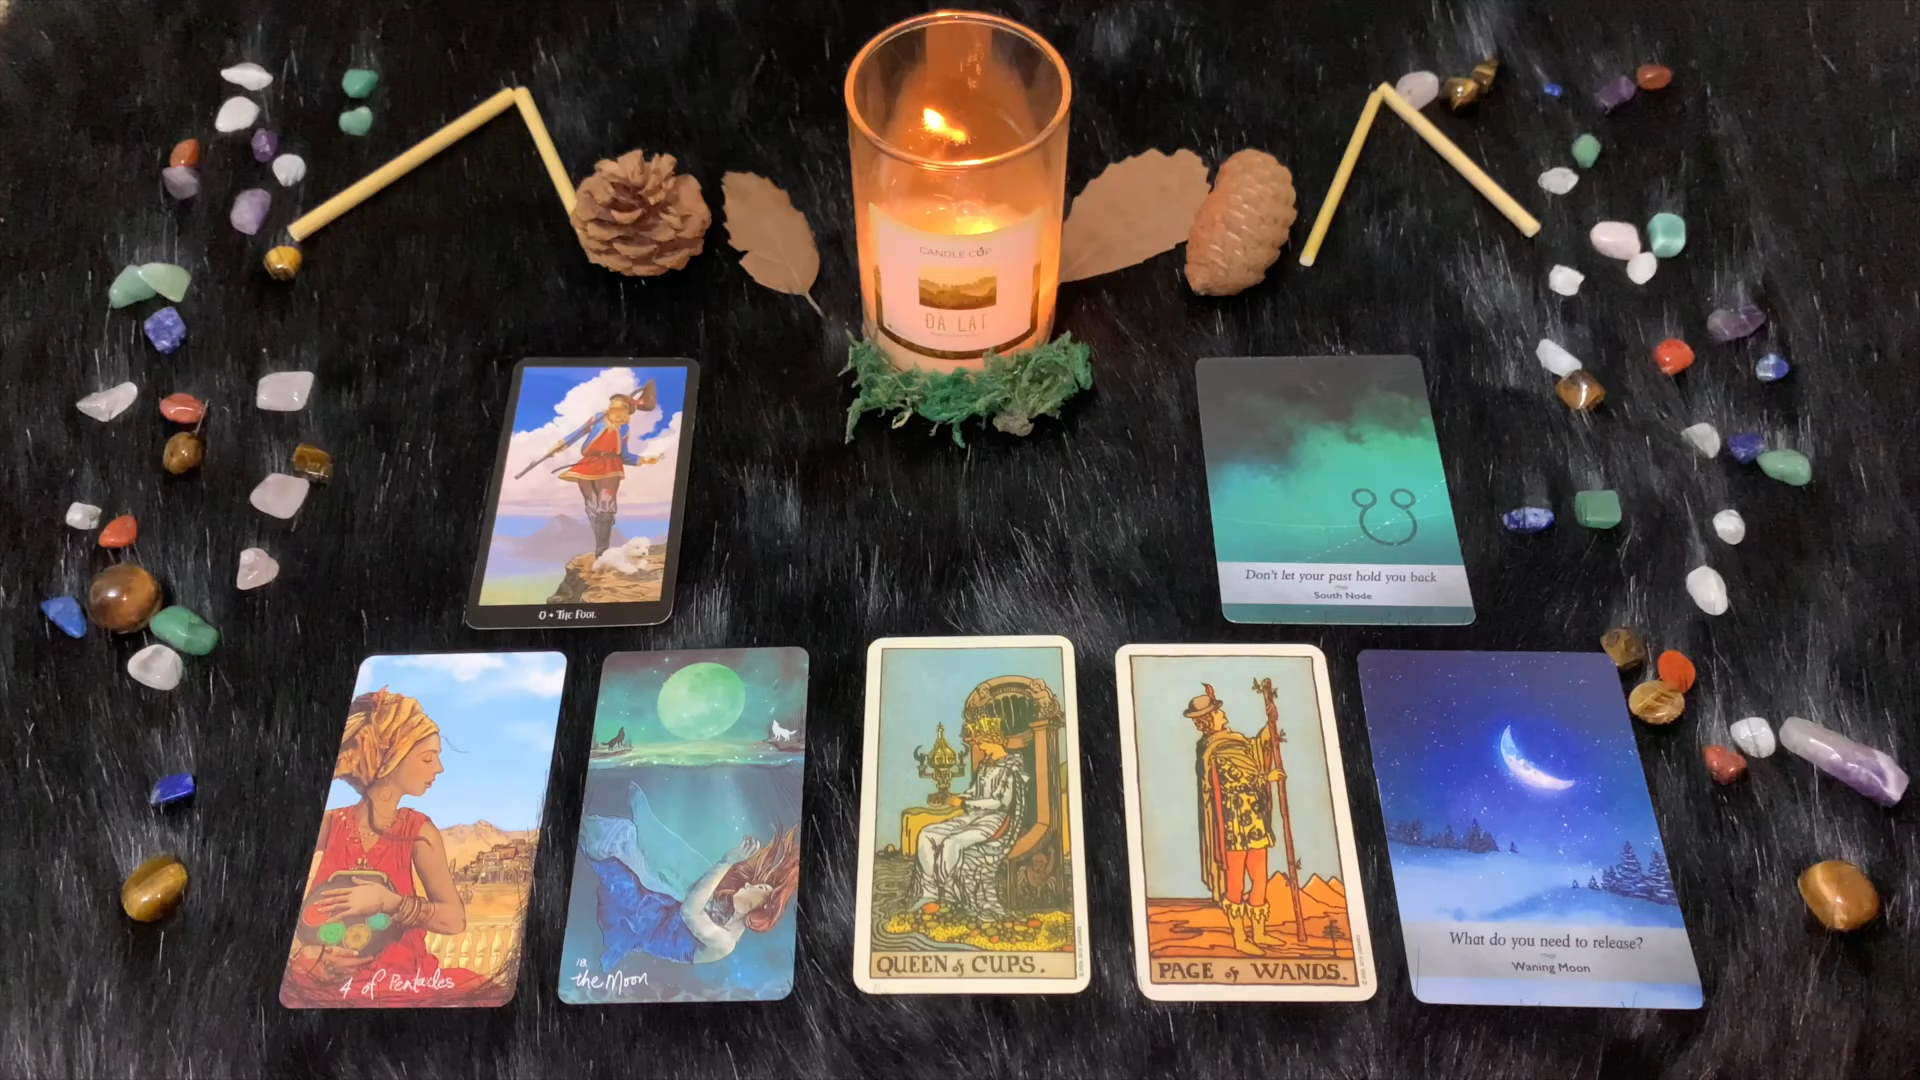 CANDLE CUP
ĐÀ LẠT
0 • THE FOOL
Don't let your past hold you back
South Node
4 of Pentacles
18
the Moon
QUEEN of CUPS.
PAGE of WANDS.
What do you need to release?
Waning Moon